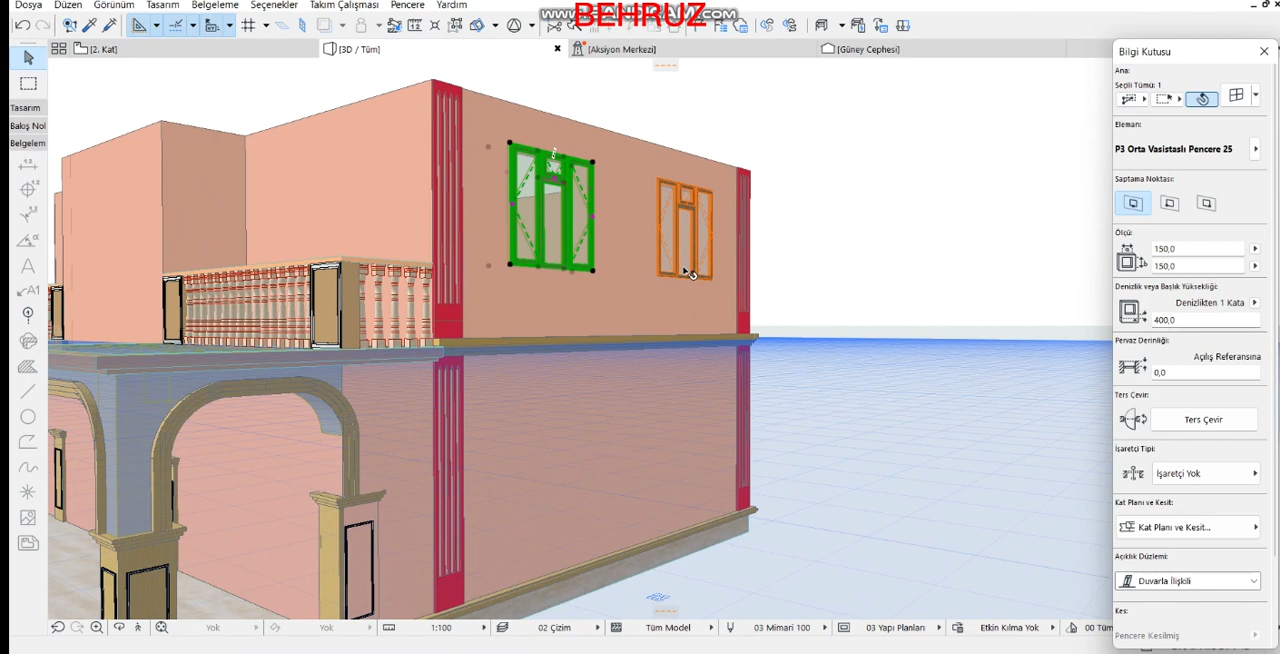 Dosya Düzen Görünüm Tasarım Belgeleme Seçenekler Takım Çalışması Pencere Yardım
BEHRUZ
[2. Kat]
[3D / Tüm]
[Aksiyon Merkezi]
[Güney Cephesi]
Tasarım
Bakış Nol
Belgelem
A
A1
Bilgi Kutusu
Ana:
Seçili Tümü: 1
Eleman:
P3 Orta Vasistaslı Pencere 25
Saptama Noktası:
Ölçü:
150,0
150,0
Denizlik veya Başlık Yüksekliği:
Denizlikten 1 Kata
400,0
Pervaz Derinliği:
Açılış Referansına
0,0
Ters Çevir:
Ters Çevir
İşaretçi Tipi:
İşaretçi Yok
Kat Planı ve Kesit:
Kat Planı ve Kesit...
Açıklık Düzlemi:
Duvarla İlişkili
Kes:
Pencere Kesilmiş
Yok
Yok
1:100
02 Çizim
Tüm Model
03 Mimari 100
03 Yapı Planları
Etkin Kılma Yok
00 Tüm